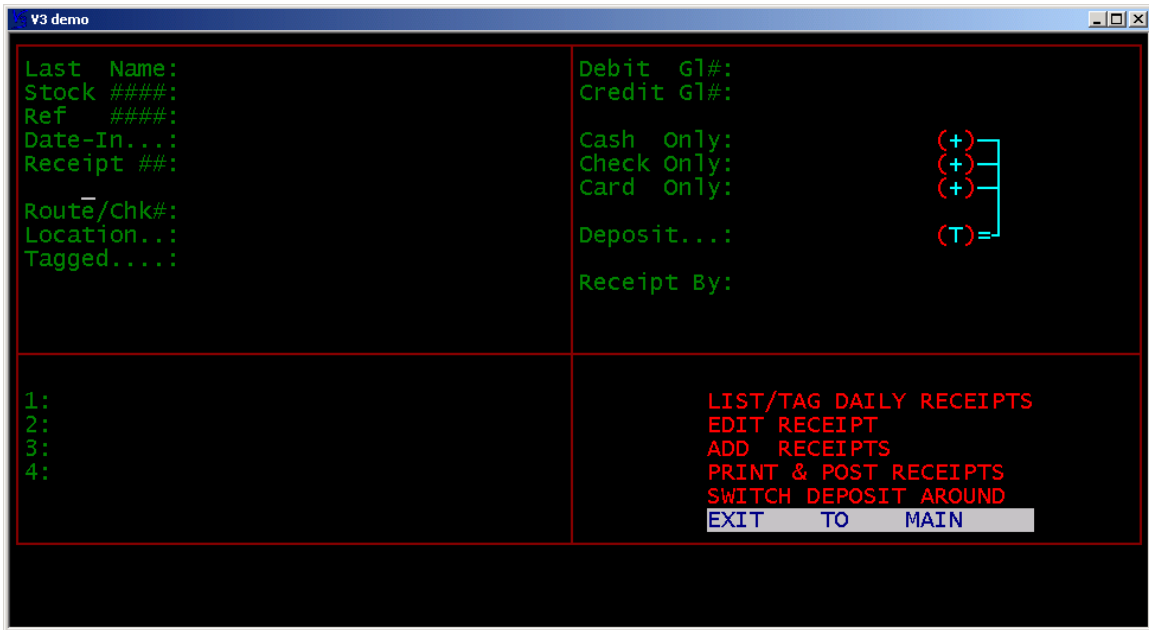 V3 demo
Last  Name:
Stock ####:
Ref   ####:
Date-In...:
Receipt ##:
Route/Chk#:
Location..:
Tagged....:
Debit  Gl#:
Credit Gl#:
Cash  Only: (+)
Check Only: (+)
Card  Only: (+)
Deposit...: (T)=
Receipt By:
1:
2:
3:
4:
LIST/TAG DAILY RECEIPTS
EDIT RECEIPT
ADD  RECEIPTS
PRINT & POST RECEIPTS
SWITCH DEPOSIT AROUND
EXIT    TO    MAIN